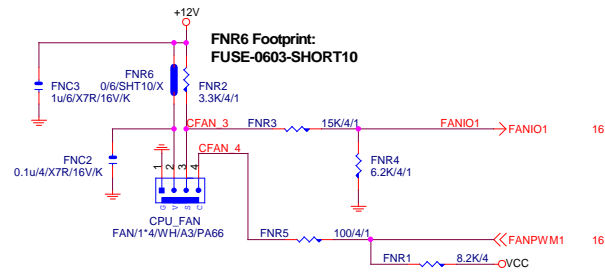 +12V
FNR6 Footprint:
FUSE-0603-SHORT10
FNC3
1u/6/X7R/16V/K
FNR6
0/6/SHT10/X
FNR2
3.3K/4/1
CFAN_3
FNR3
15K/4/1
FANIO1
FANIO1
16
FNC2
0.1u/4/X7R/16V/K
CFAN_4
FNR4
6.2K/4/1
1
2
3
4
G
V
S
C
CPU_FAN
FAN/1*4/WH/A3/PA66
FNR5
100/4/1
FANPWM1
16
FNR1
8.2K/4
VCC